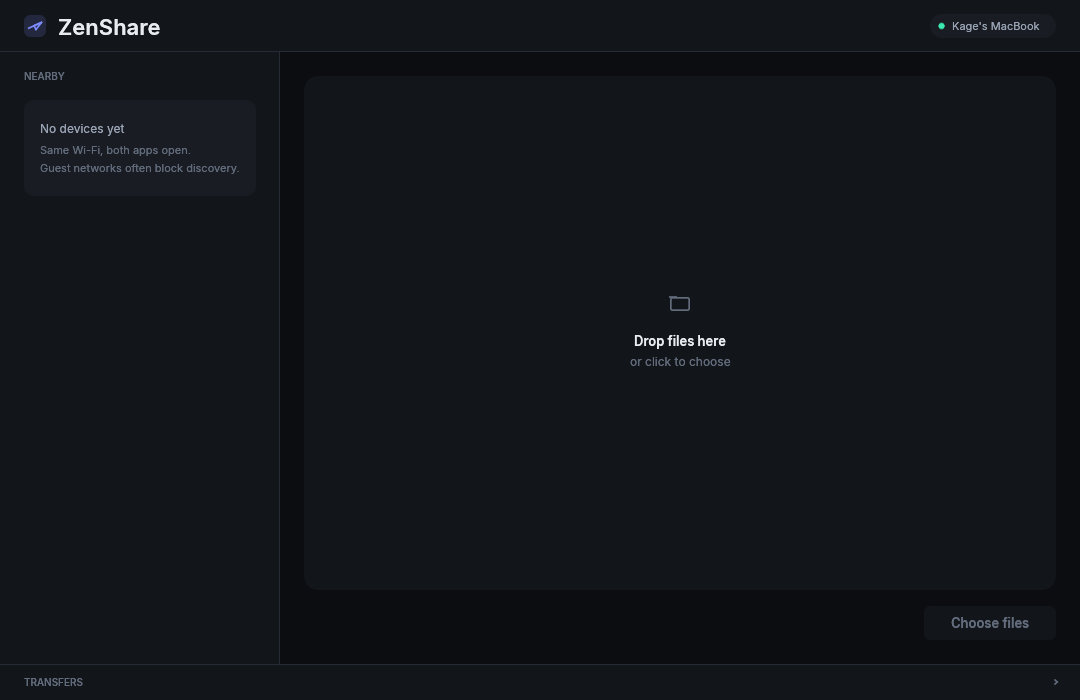 ZenShare
Kage's MacBook
NEARBY
No devices yet
Same Wi-Fi, both apps open.
Guest networks often block discovery.
Drop files here
or click to choose
Choose files
TRANSFERS